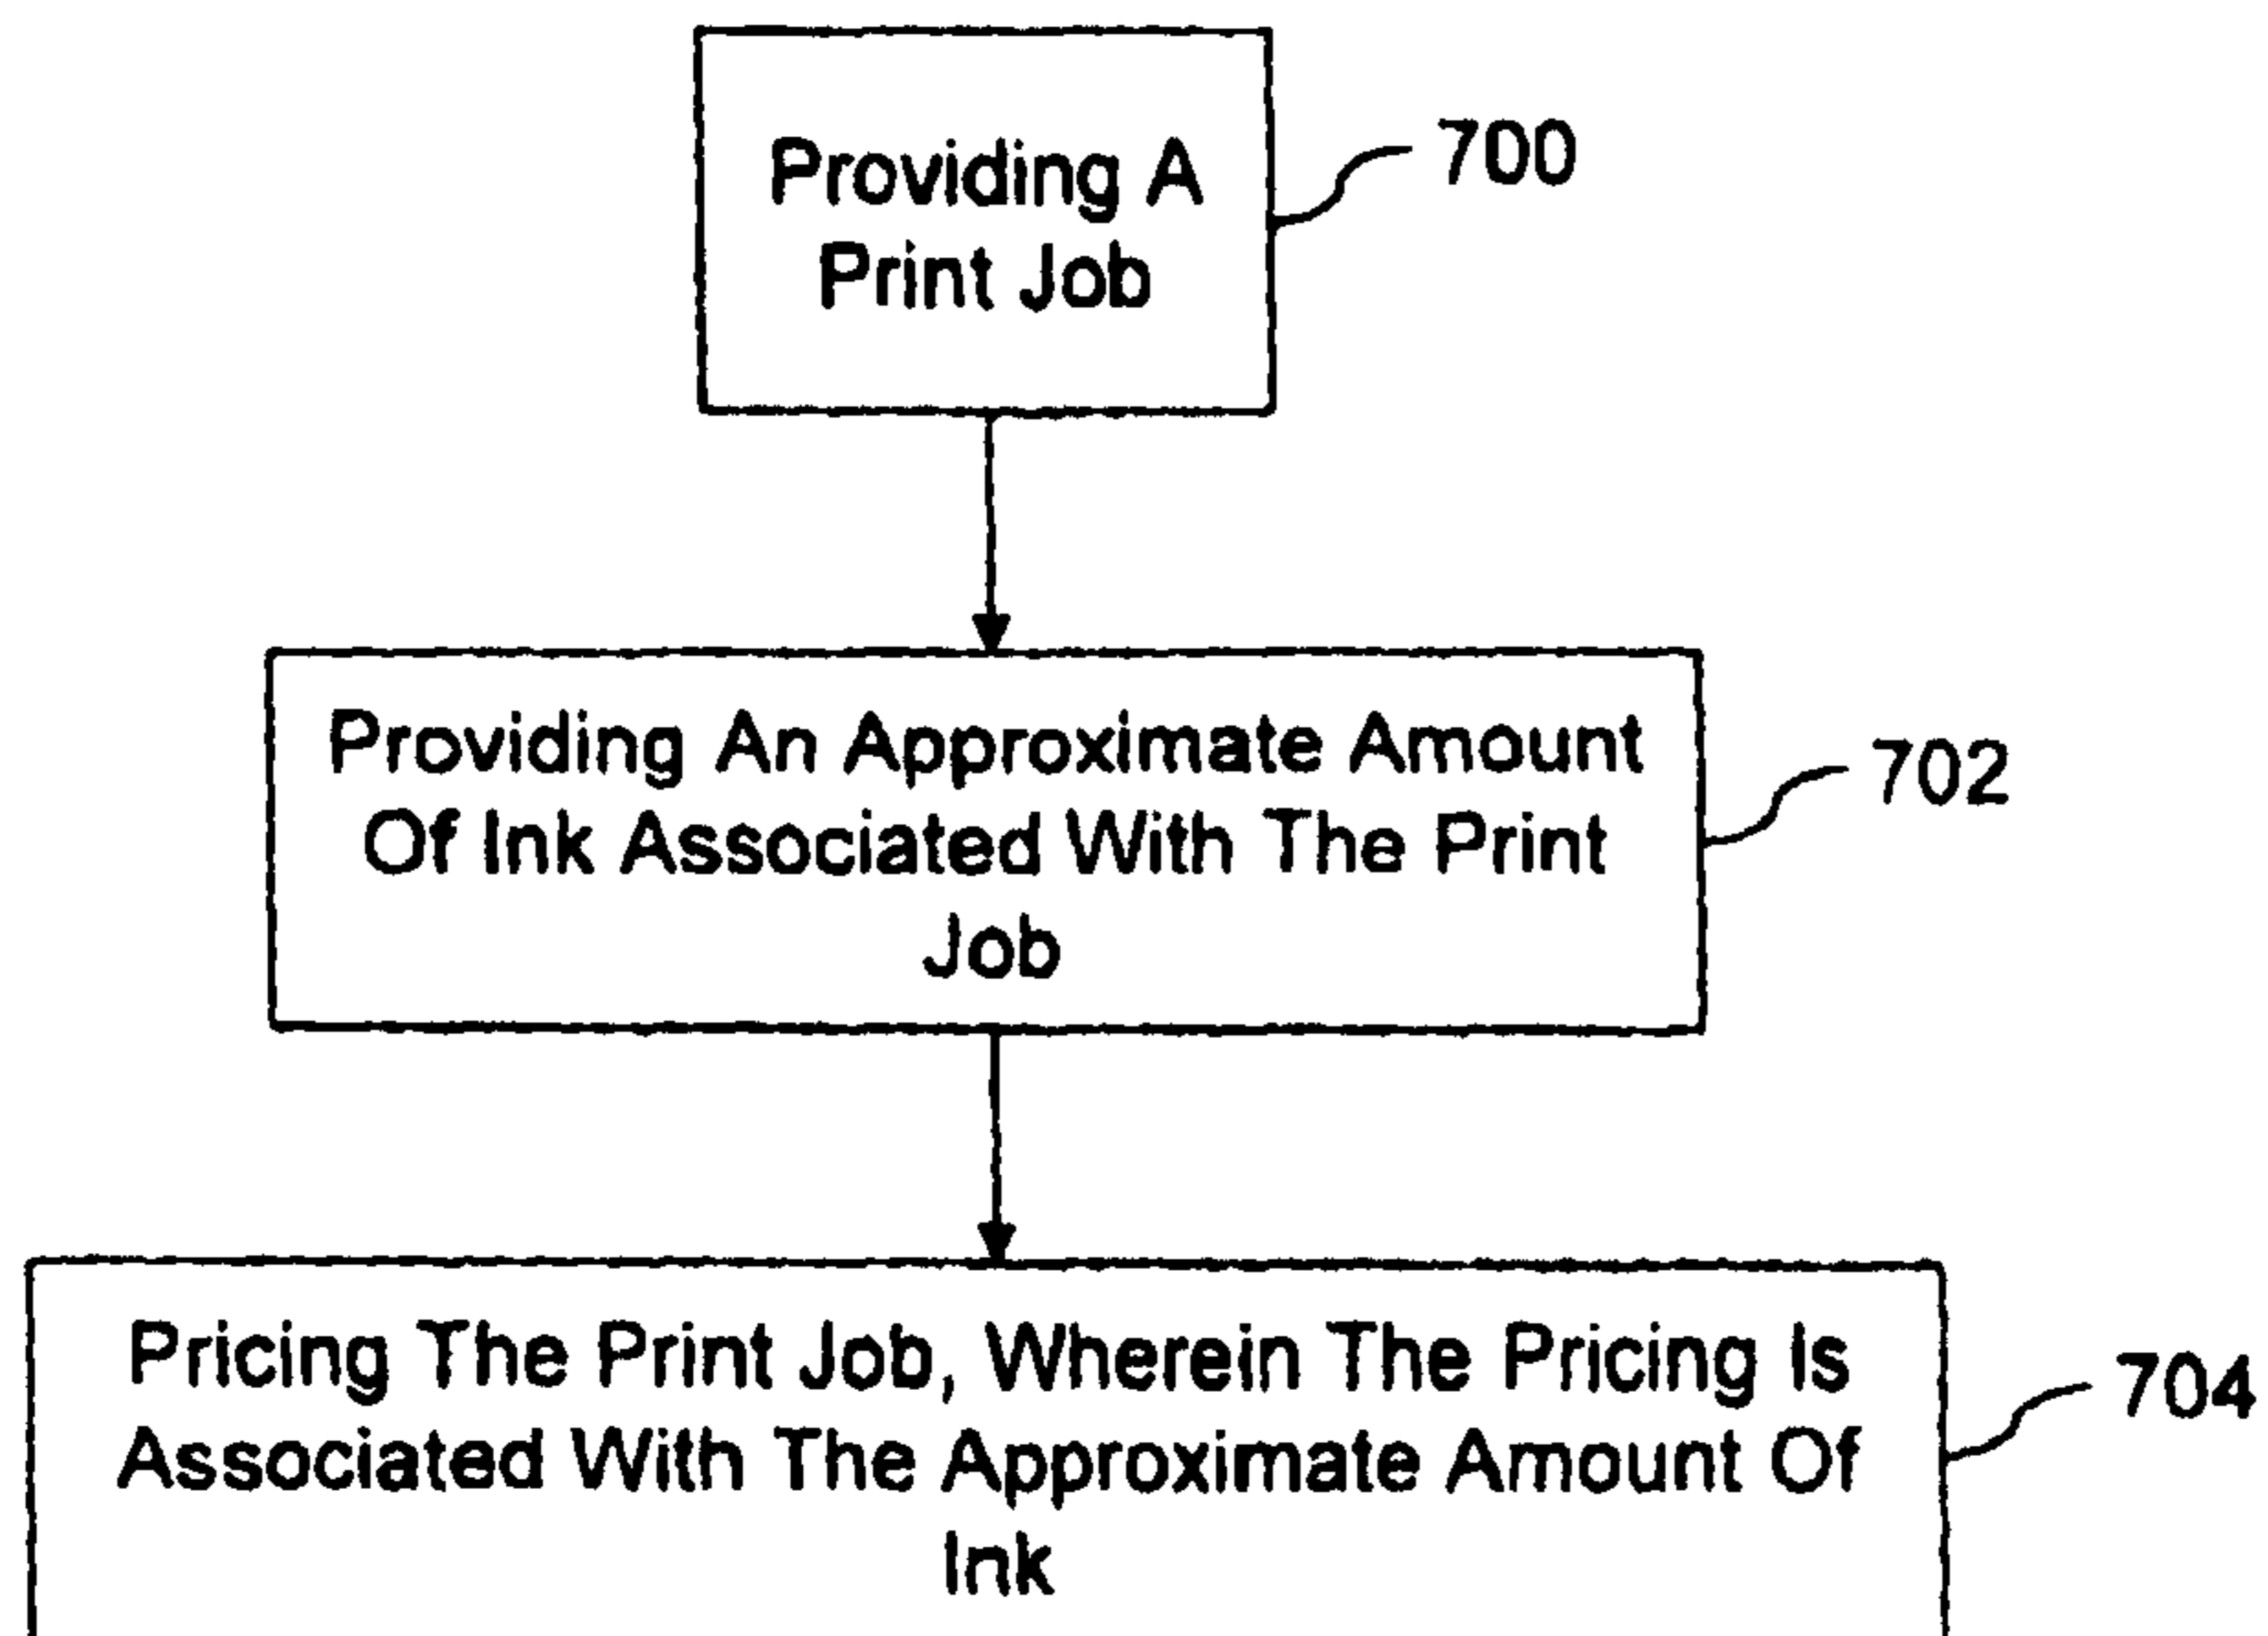 Providing A
Print Job
700
Providing An Approximate Amount
Of Ink Associated With The Print
Job
702
Pricing The Print Job, Wherein The Pricing Is
Associated With The Approximate Amount Of
Ink
704